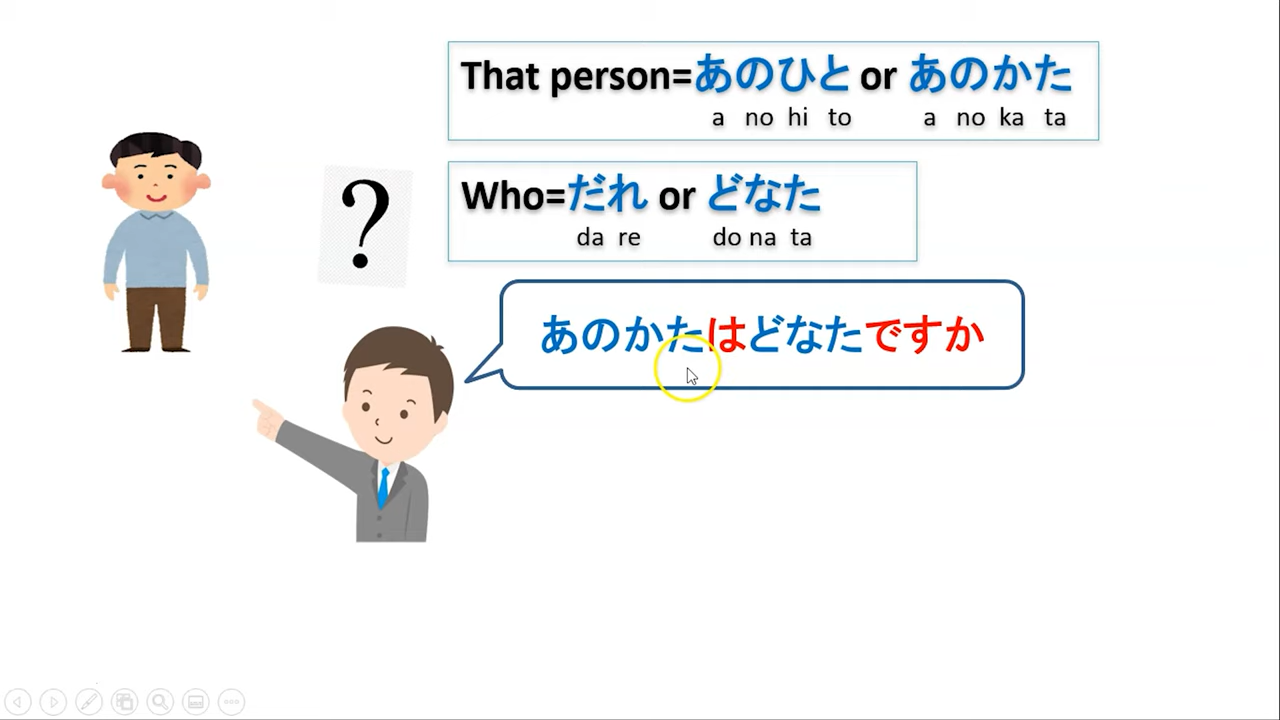 That person=あのひと or あのかた
a no hi to a no ka ta
Who=だれ or どなた
da re do na ta
?
あのかたはどなたですか